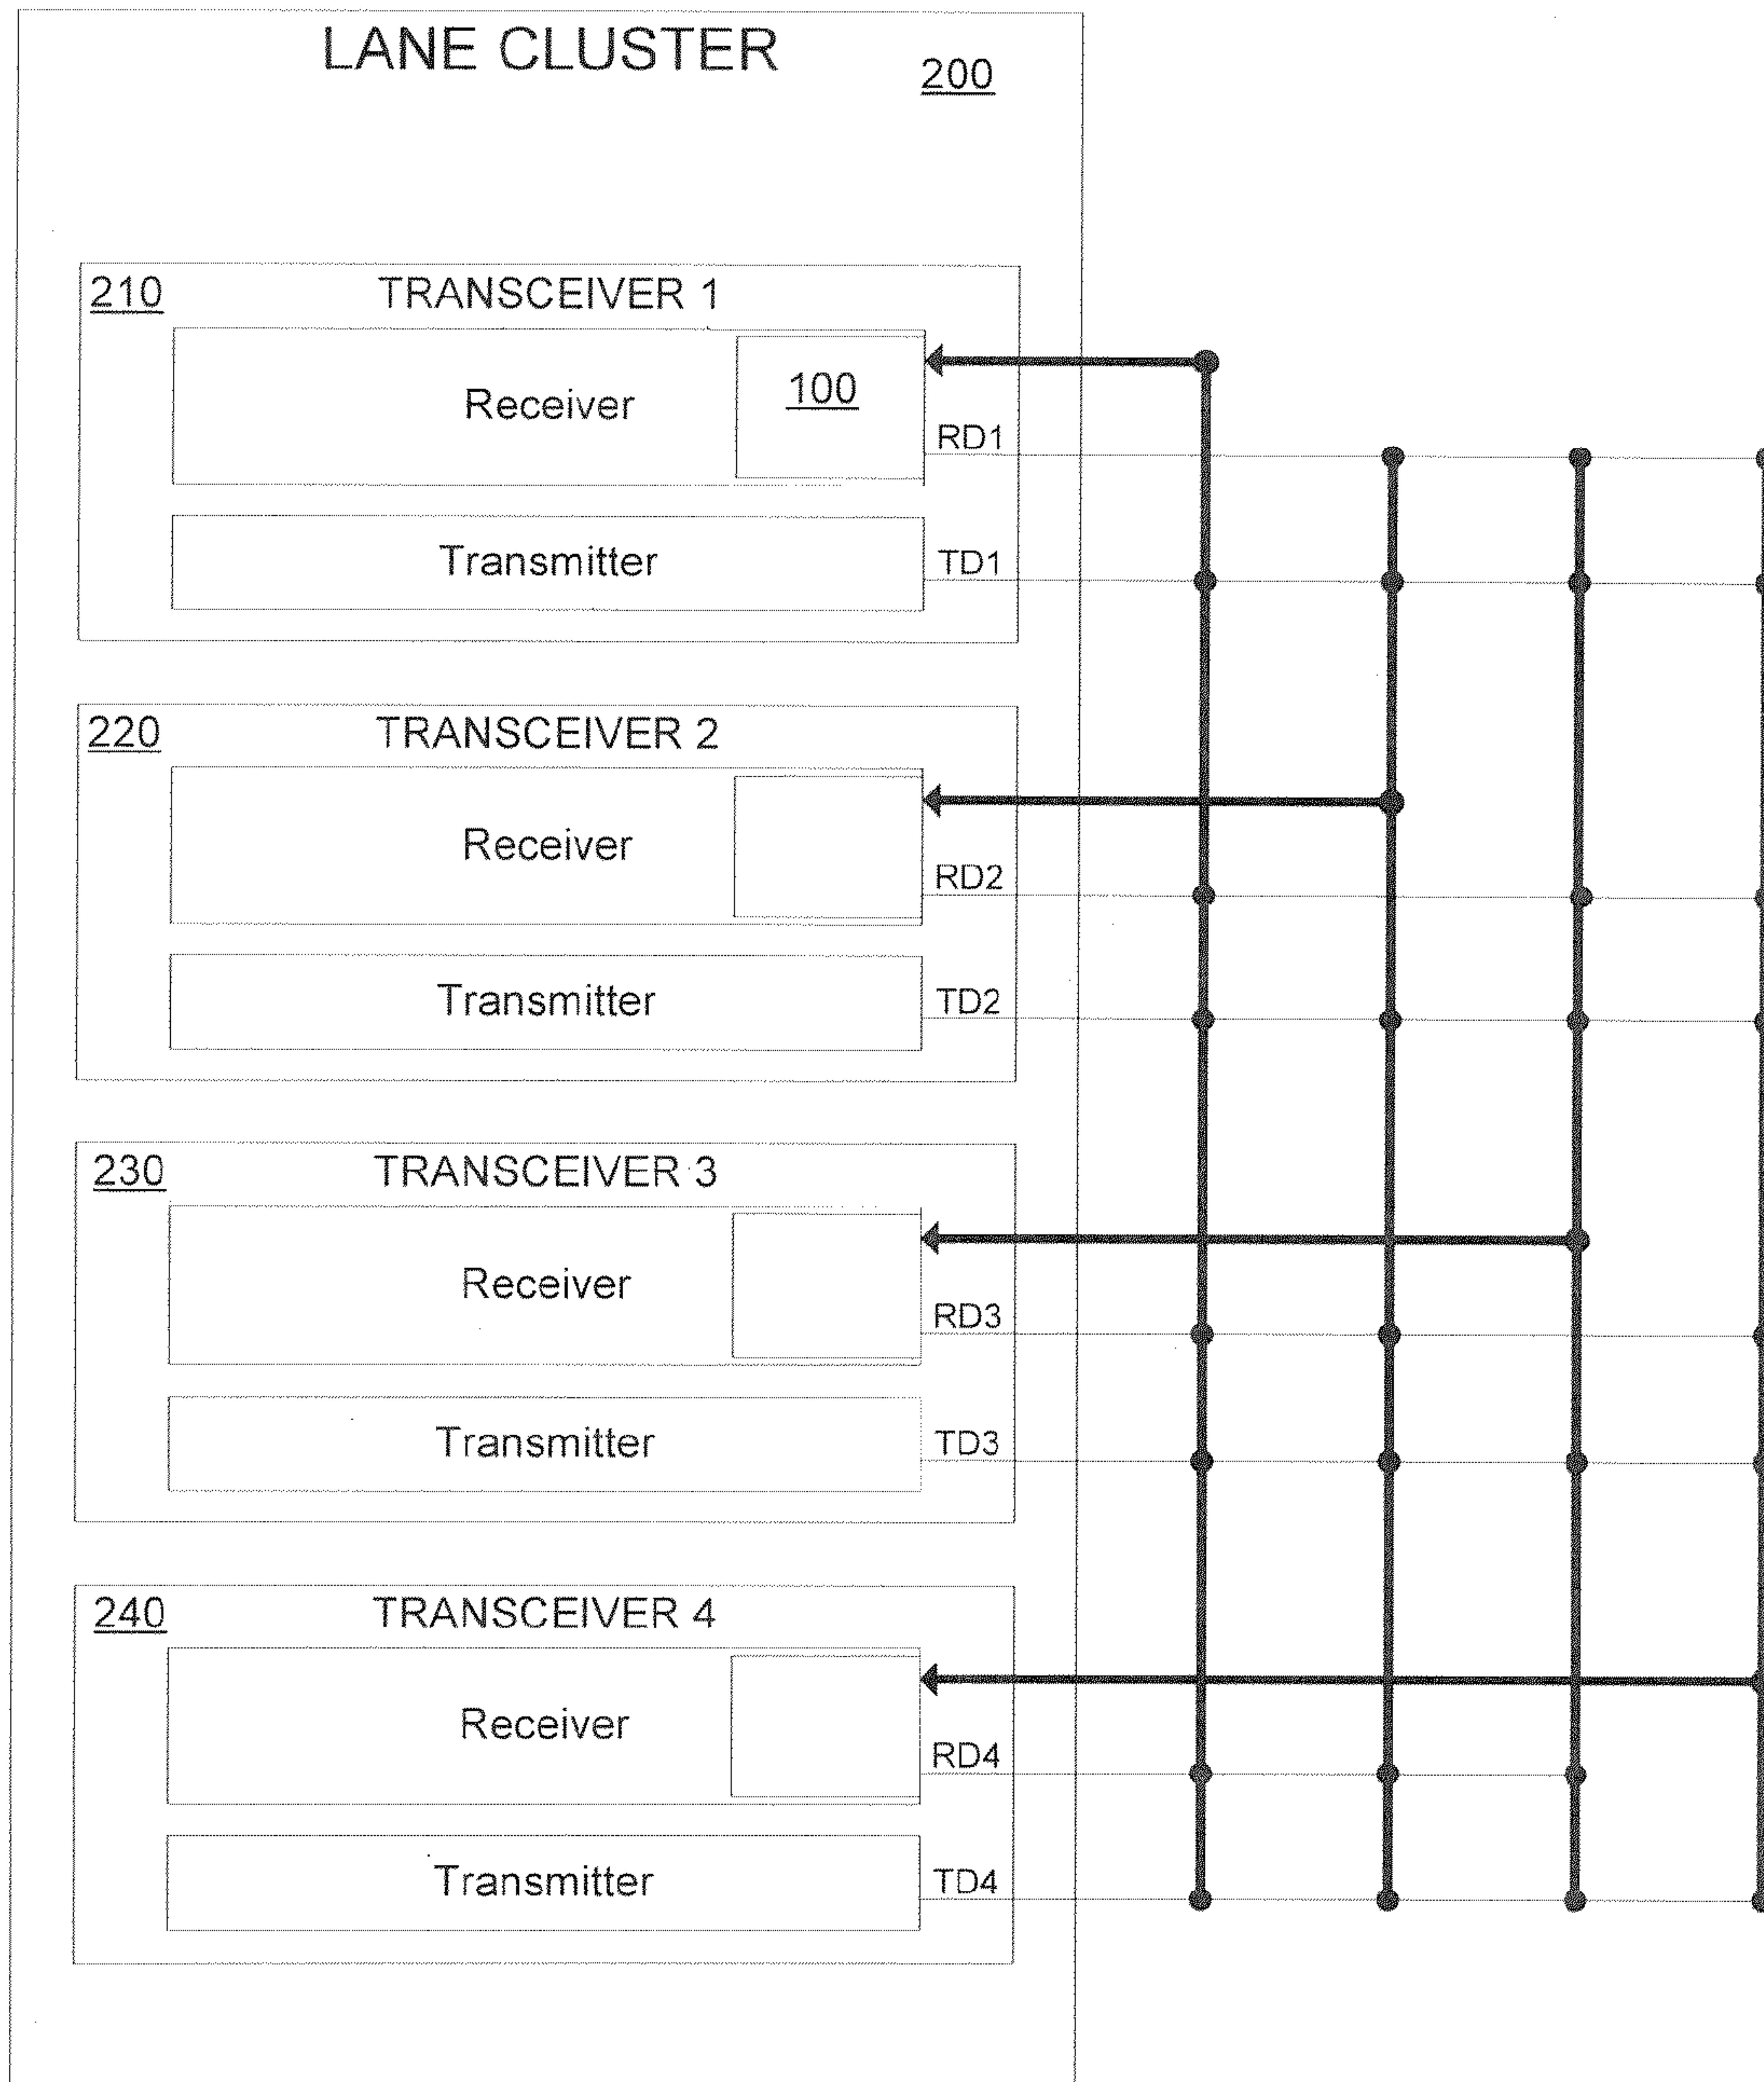 LANE CLUSTER
200
210
TRANSCEIVER 1
Receiver
100
RD1
Transmitter
TD1
220
TRANSCEIVER 2
Receiver
RD2
Transmitter
TD2
230
TRANSCEIVER 3
Receiver
RD3
Transmitter
TD3
240
TRANSCEIVER 4
Receiver
RD4
Transmitter
TD4